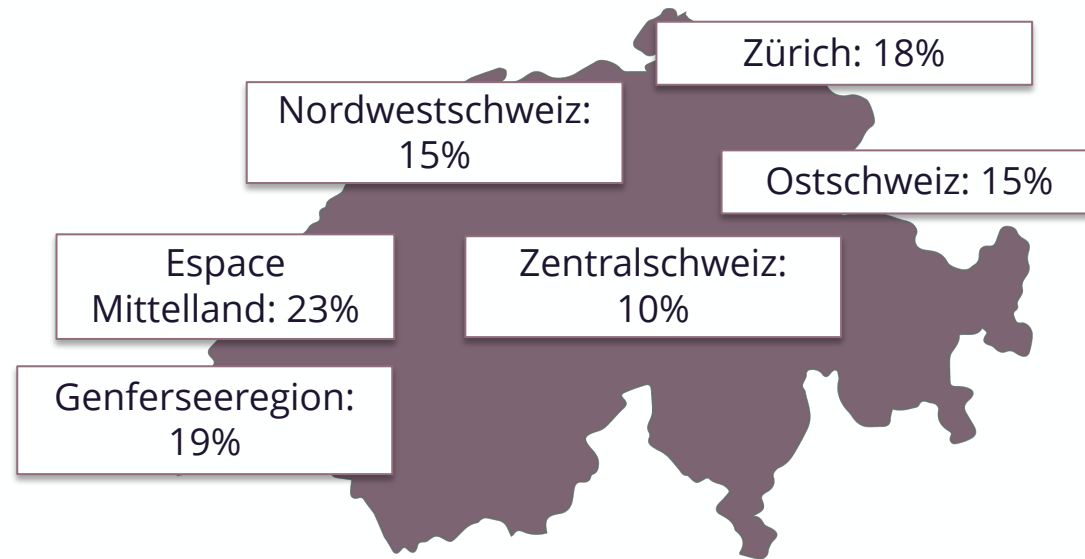 Zürich: 18%
Nordwestschweiz:
15%
Ostschweiz: 15%
Espace
Mittelland: 23%
Zentralschweiz:
10%
Genferseeregion:
19%